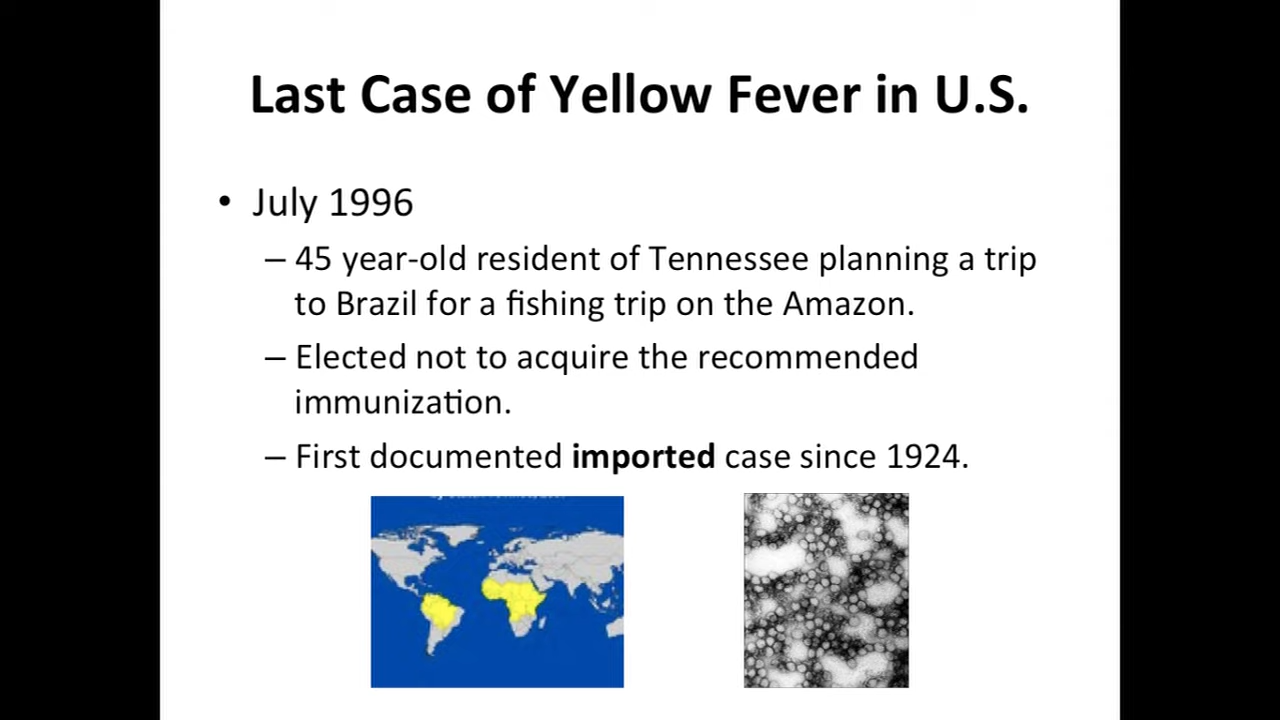 Last Case of Yellow Fever in U.S.
• July 1996
– 45 year-old resident of Tennessee planning a trip
to Brazil for a fishing trip on the Amazon.
– Elected not to acquire the recommended
immunization.
– First documented imported case since 1924.